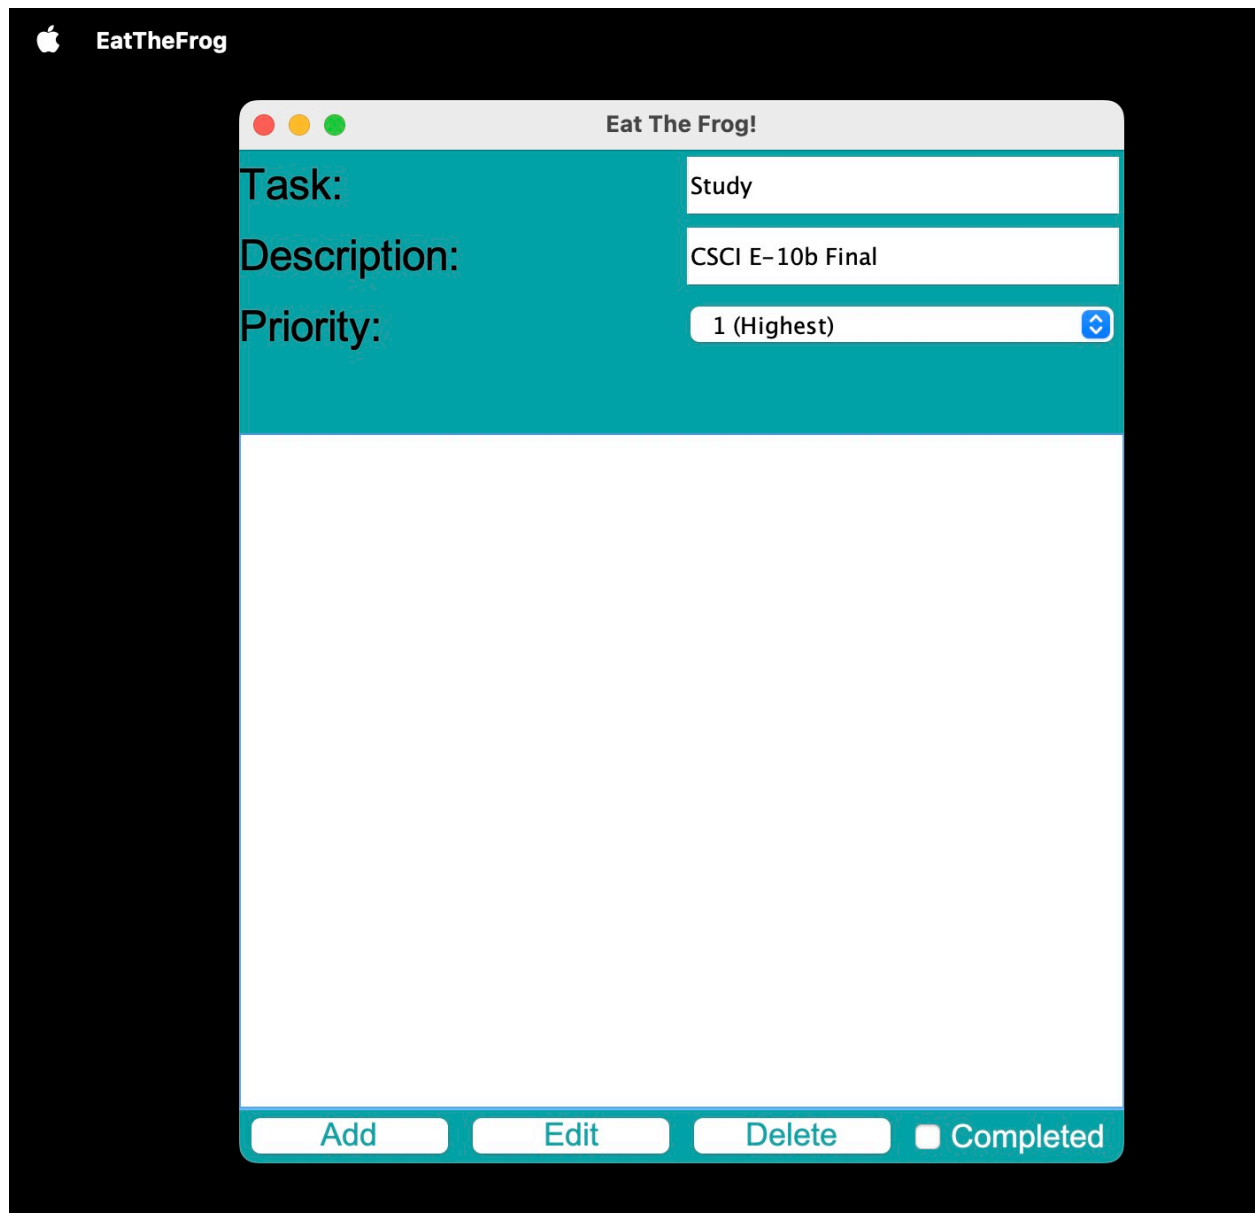 EatTheFrog
Eat The Frog!
Task: Study
Description: CSCI E-10b Final
Priority: 1 (Highest)
Add Edit Delete Completed